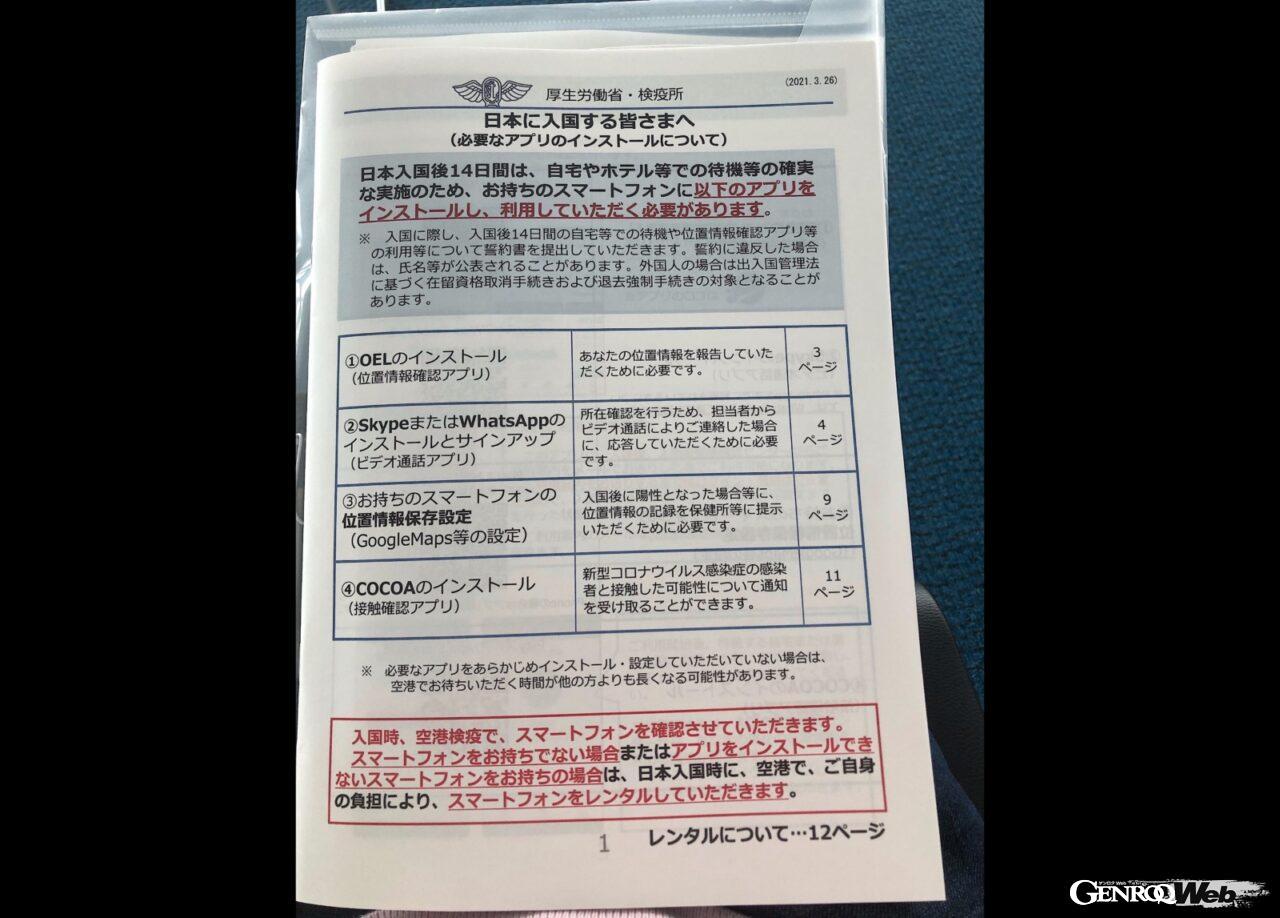 (2021.3.26)
厚生労働省・検疫所
日本に入国する皆さまへ
（必要なアプリのインストールについて）
日本入国後14日間は、自宅やホテル等での待機等の確実
な実施のため、お持ちのスマートフォンに以下のアプリを
インストールし、利用していただく必要があります。
※ 入国に際し、入国後14日間の自宅等での待機や位置情報確認アプリ等
の利用等について誓約書を提出していただきます。誓約に違反した場合
は、氏名等が公表されることがあります。外国人の場合は出入国管理法
に基づく在留資格取消手続きおよび退去強制手続きの対象となることが
あります。
①OELのインストール
（位置情報確認アプリ）
あなたの位置情報を報告していた
だくために必要です。
3
ページ
②SkypeまたはWhatsAppの
インストールとサインアップ
（ビデオ通話アプリ）
所在確認を行うため、担当者から
ビデオ通話によりご連絡した場合
に、応答していただくために必要
です。
4
ページ
③お持ちのスマートフォンの
位置情報保存設定
（GoogleMaps等の設定）
入国後に陽性となった場合等に、
位置情報の記録を保健所等に提示
いただくために必要です。
9
ページ
④COCOAのインストール
（接触確認アプリ）
新型コロナウイルス感染症の感染
者と接触した可能性について通知
を受け取ることができます。
11
ページ
※ 必要なアプリをあらかじめインストール・設定していただいていない場合は、
空港でお待ちいただく時間が他の方よりも長くなる可能性があります。
入国時、空港検疫で、スマートフォンを確認させていただきます。
スマートフォンをお持ちでない場合またはアプリをインストールでき
ないスマートフォンをお持ちの場合は、日本入国時に、空港で、ご自身
の負担により、スマートフォンをレンタルしていただきます。
1
レンタルについて…12ページ
GENROQ Web